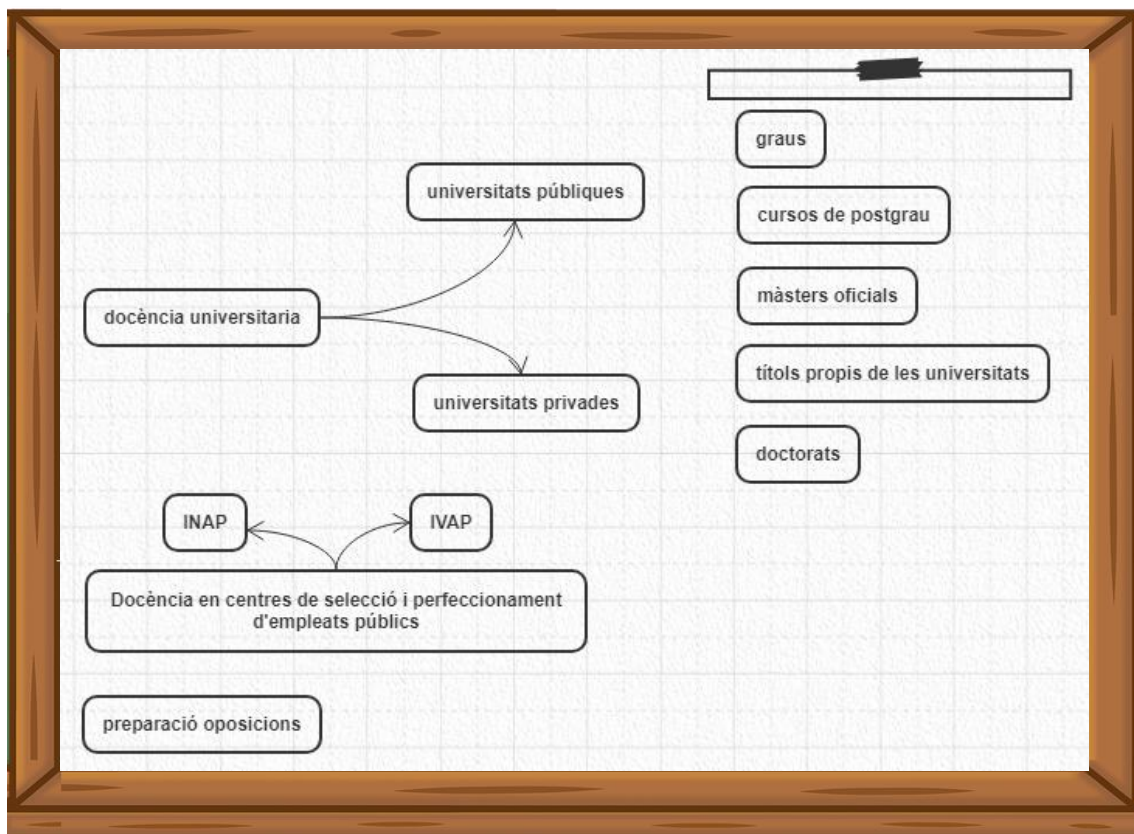 universitats públiques
docència universitaria
universitats privades
INAP
IVAP
Docència en centres de selecció i perfeccionament
d'empleats públics
preparació oposicions
graus
cursos de postgrau
màsters oficials
títols propis de les universitats
doctorats